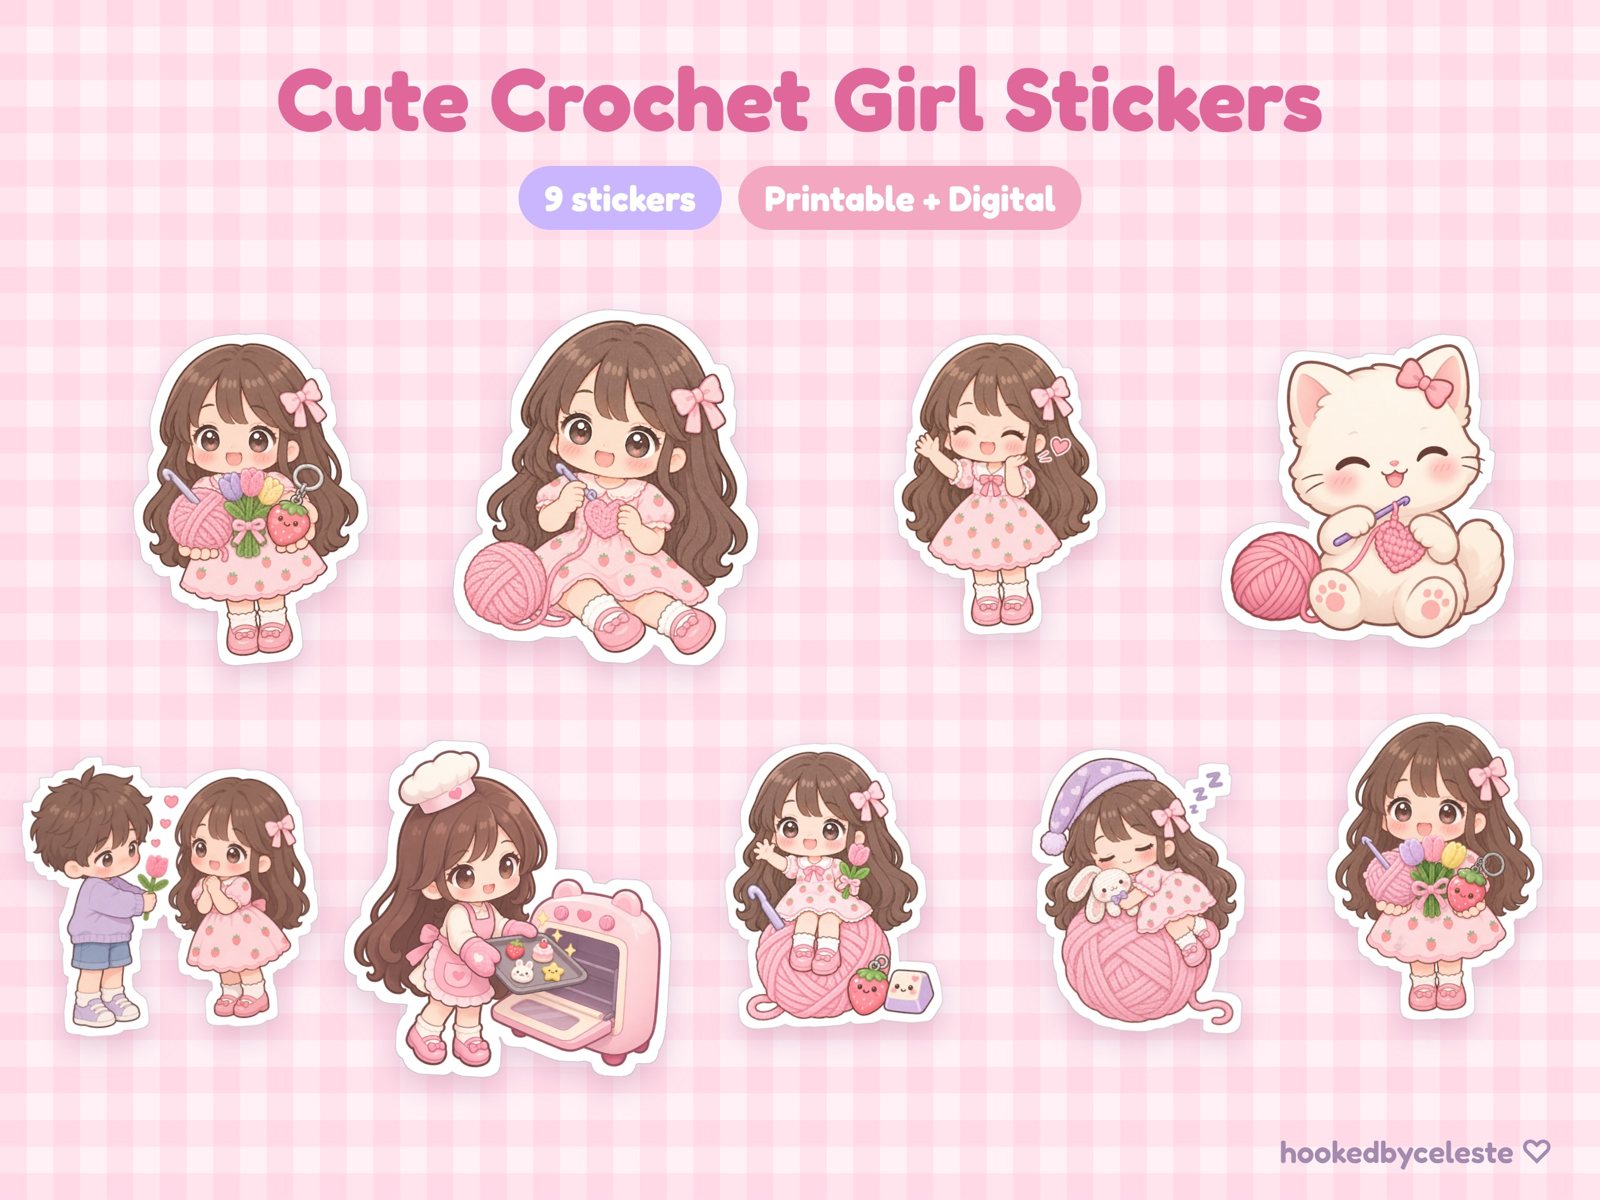 Cute Crochet Girl Stickers
9 stickers
Printable + Digital
z z z
hookedbyceleste ♡